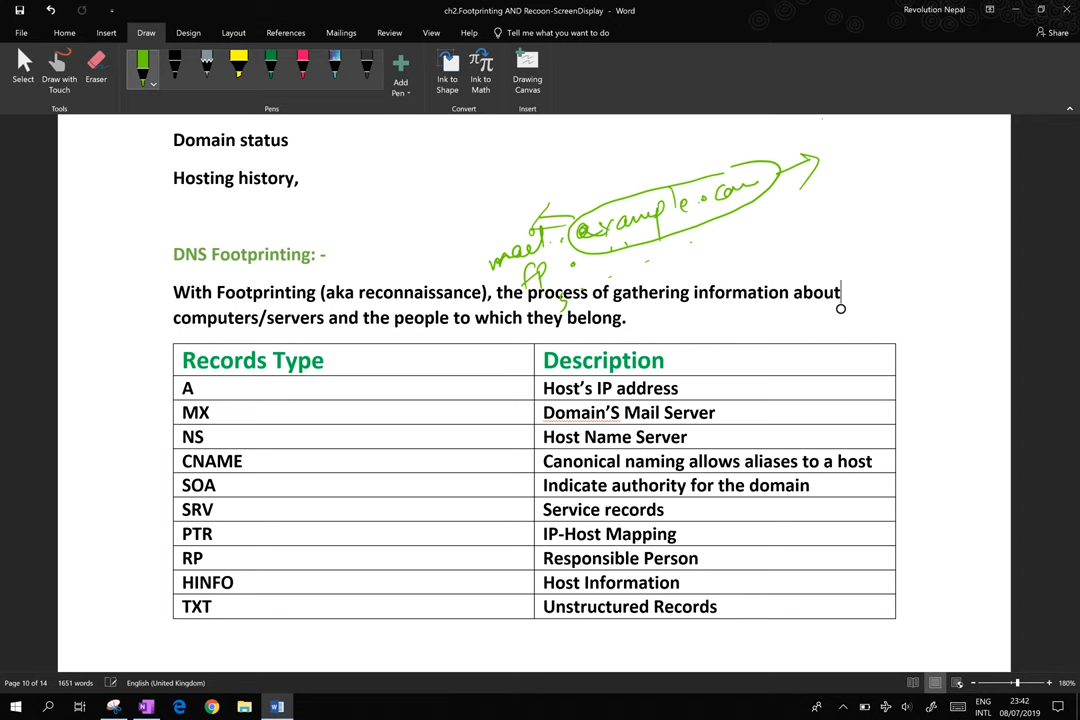 ch2.Footprinting AND Recoon-ScreenDisplay - Word
Revolution Nepal
File Home Insert Draw Design Layout References Mailings Review View Help Tell me what you want to do Share
Select Draw with Touch Eraser Add Pen Ink to Shape Ink to Math Drawing Canvas
Tools Pens Convert Insert
Domain status
Hosting history,
example.com
mail
DNS Footprinting: -
With Footprinting (aka reconnaissance), the process of gathering information about
computers/servers and the people to which they belong.
Records Type Description
A Host's IP address
MX Domain'S Mail Server
NS Host Name Server
CNAME Canonical naming allows aliases to a host
SOA Indicate authority for the domain
SRV Service records
PTR IP-Host Mapping
RP Responsible Person
HINFO Host Information
TXT Unstructured Records
Page 10 of 14 1651 words English (United Kingdom) 180%
ENG 23:42
INTL 08/07/2019